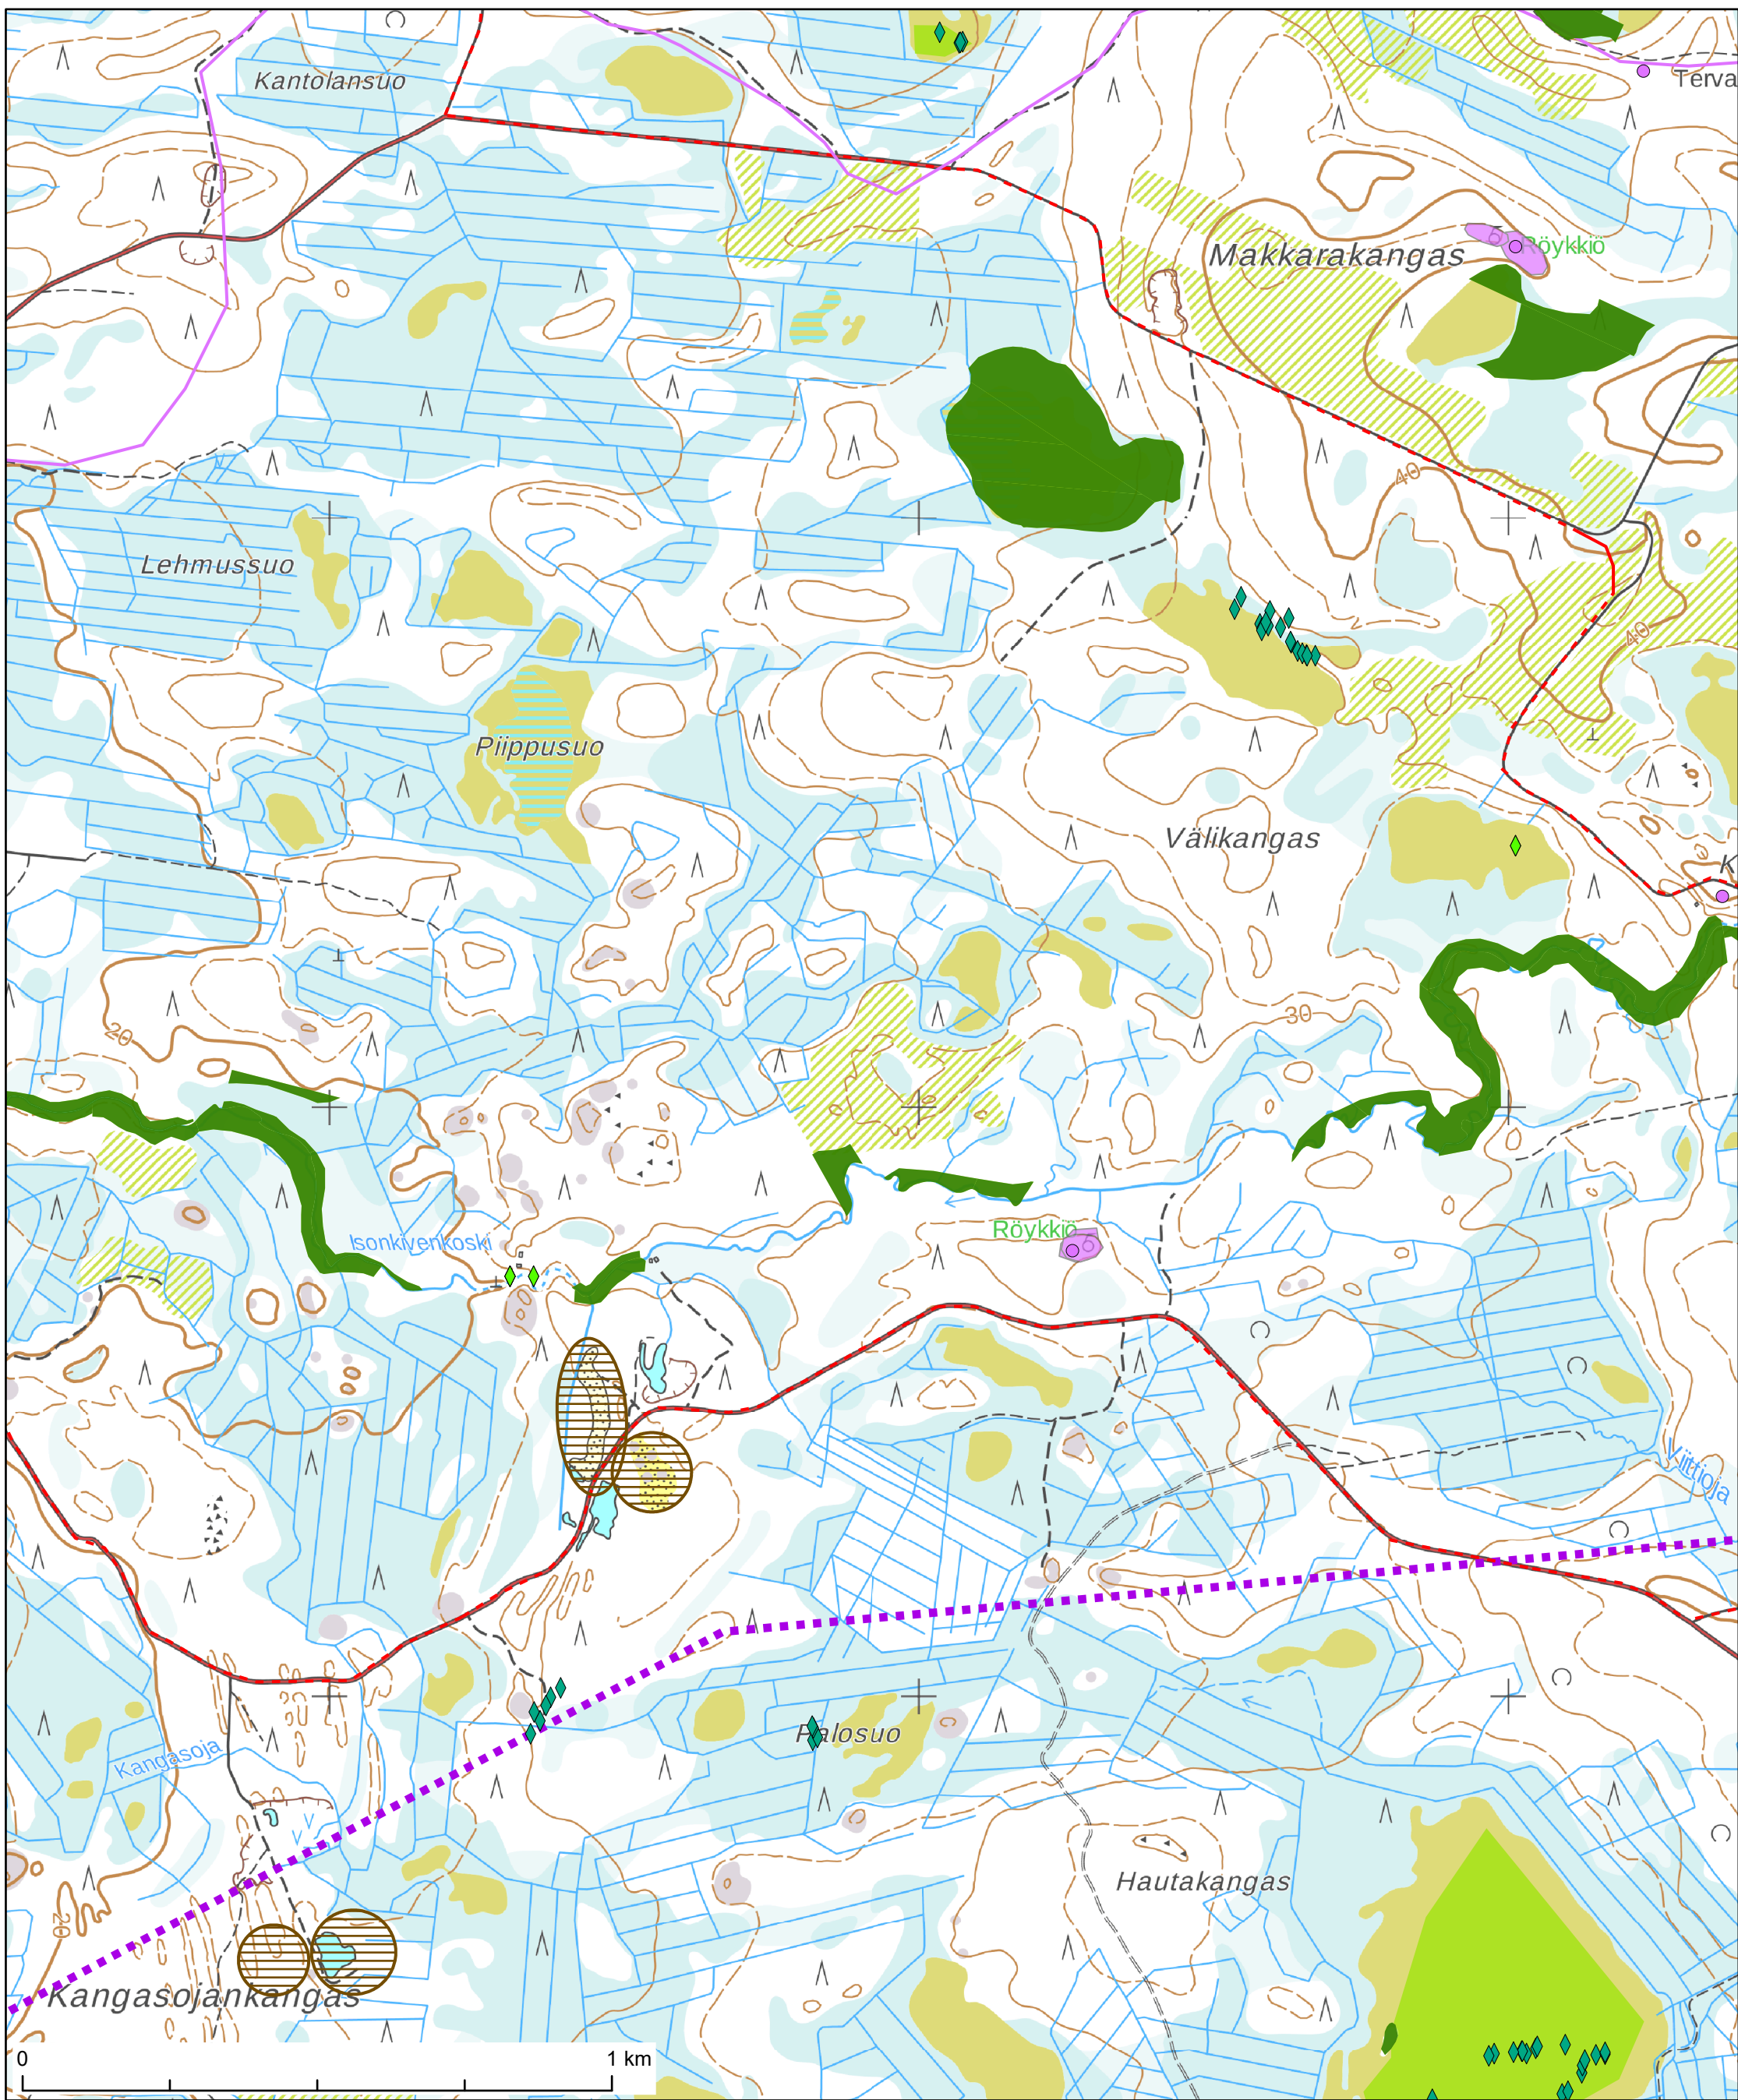 Kantolansuo
Terva
Makkarakangas
Röykkiö
40
Lehmussuo
40
Piippusuo
Välikangas
K
30
20
Röykkiö
Isonkivenkoski
Viittioja
Palosuo
Kangasoja
Hautakangas
20
Kangasojankangas
0
1 km